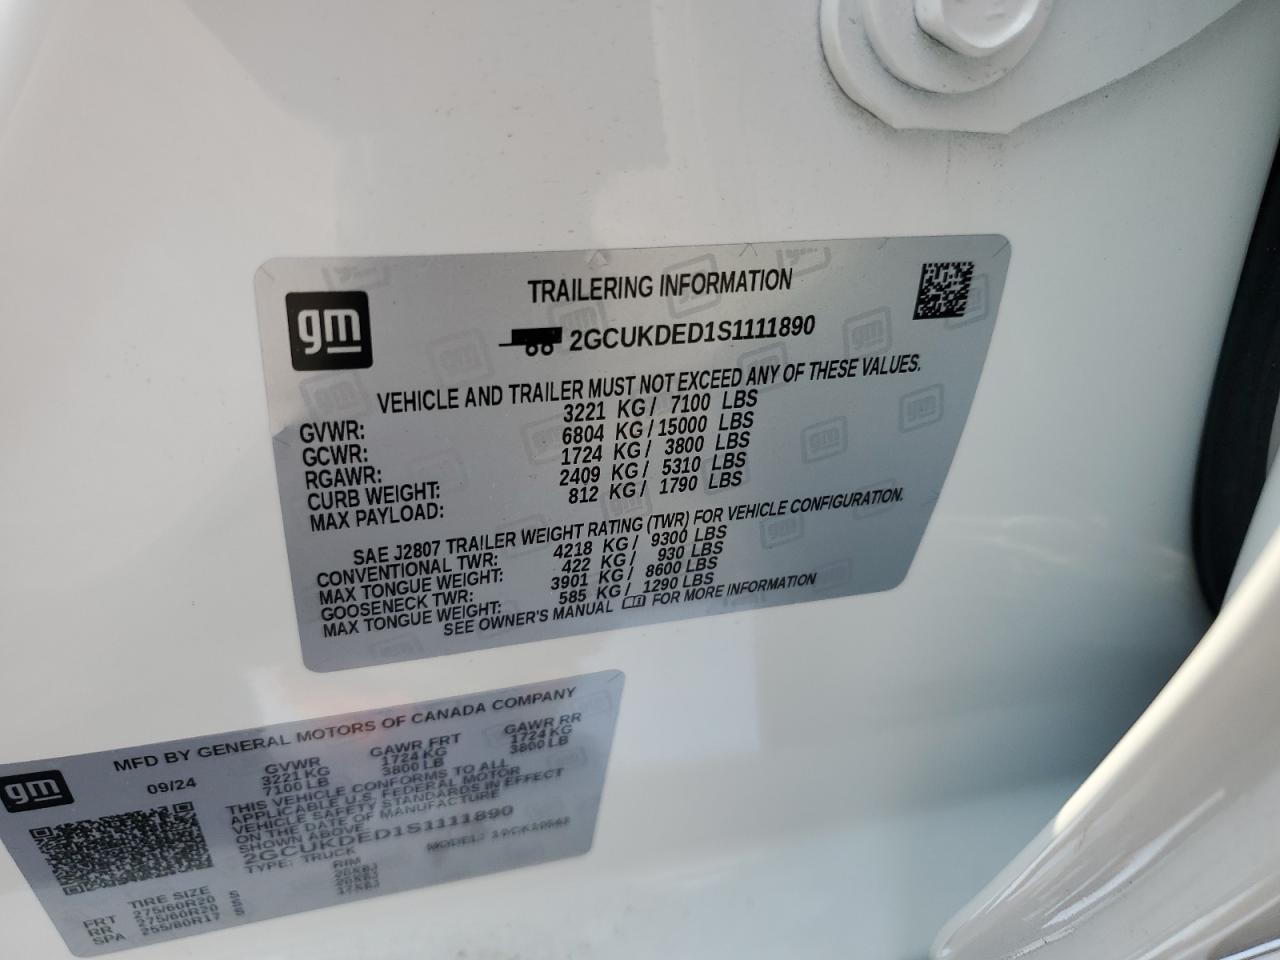 gm
TRAILERING INFORMATION
2GCUKDED1S1111890
VEHICLE AND TRAILER MUST NOT EXCEED ANY OF THESE VALUES.
GVWR: 3221 KG / 7100 LBS
GCWR: 6804 KG / 15000 LBS
RGAWR: 1724 KG / 3800 LBS
CURB WEIGHT: 2409 KG / 5310 LBS
MAX PAYLOAD: 812 KG / 1790 LBS
SAE J2807 TRAILER WEIGHT RATING (TWR) FOR VEHICLE CONFIGURATION.
CONVENTIONAL TWR: 4218 KG / 9300 LBS
MAX TONGUE WEIGHT: 422 KG / 930 LBS
GOOSENECK TWR: 3901 KG / 8600 LBS
MAX TONGUE WEIGHT: 585 KG / 1290 LBS
SEE OWNER'S MANUAL FOR MORE INFORMATION
gm
MFD BY GENERAL MOTORS OF CANADA COMPANY
09/24
GVWR GAWR FRT GAWR RR
3221 KG 1724 KG 1724 KG
7100 LB 3800 LB 3800 LB
THIS VEHICLE CONFORMS TO ALL
APPLICABLE U.S. FEDERAL MOTOR
VEHICLE SAFETY STANDARDS IN EFFECT
ON THE DATE OF MANUFACTURE
SHOWN ABOVE.
2GCUKDED1S1111890
TYPE: TRUCK MODEL:
TIRE SIZE RIM
FRT 275/60R20 S
RR 275/60R20 S
SPA 255/80R17 S